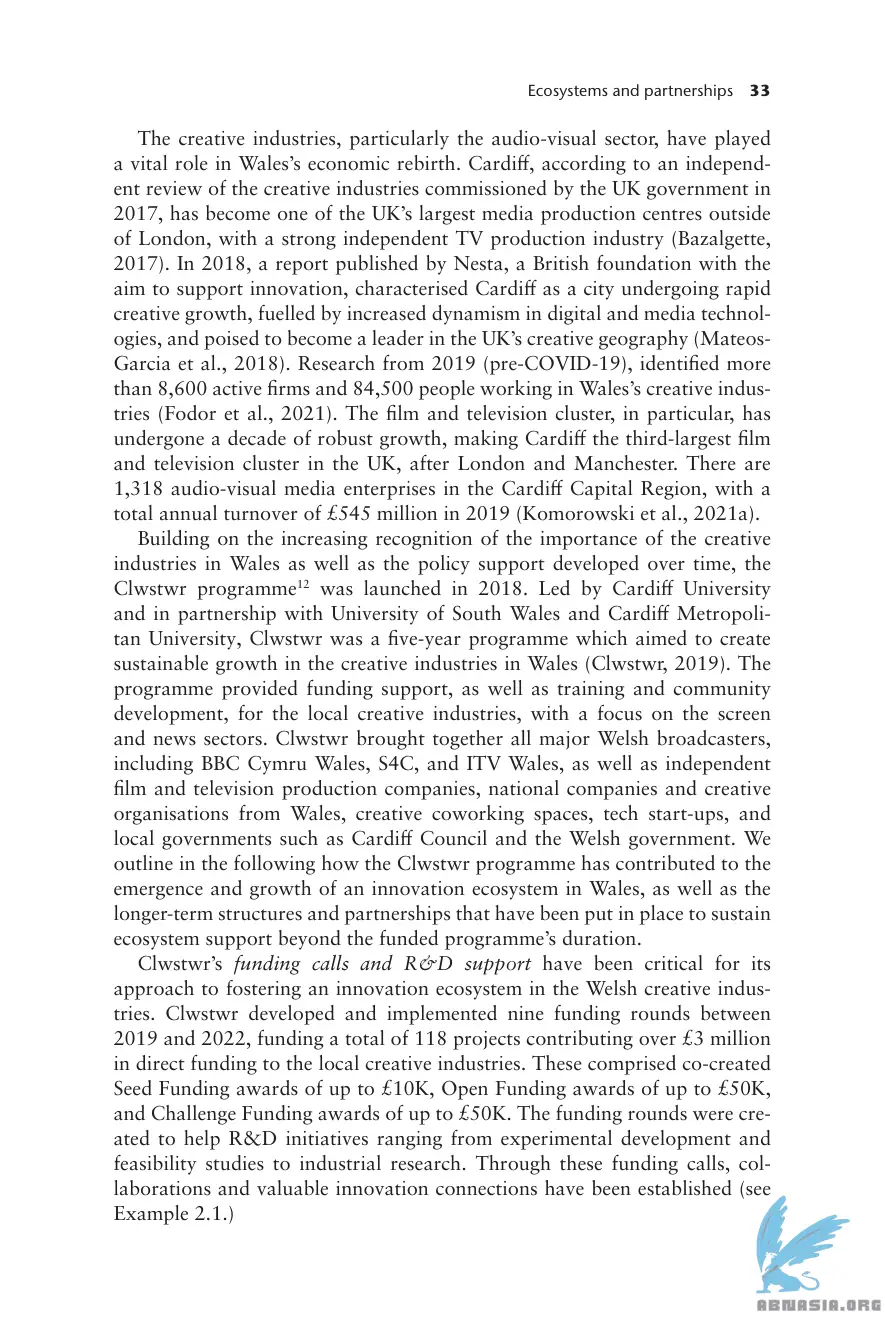 Ecosystems and partnerships 33
The creative industries, particularly the audio-visual sector, have played
a vital role in Wales’s economic rebirth. Cardiff, according to an independ-
ent review of the creative industries commissioned by the UK government in
2017, has become one of the UK’s largest media production centres outside
of London, with a strong independent TV production industry (Bazalgette,
2017). In 2018, a report published by Nesta, a British foundation with the
aim to support innovation, characterised Cardiff as a city undergoing rapid
creative growth, fuelled by increased dynamism in digital and media technol-
ogies, and poised to become a leader in the UK’s creative geography (Mateos-
Garcia et al., 2018). Research from 2019 (pre-COVID-19), identified more
than 8,600 active firms and 84,500 people working in Wales’s creative indus-
tries (Fodor et al., 2021). The film and television cluster, in particular, has
undergone a decade of robust growth, making Cardiff the third-largest film
and television cluster in the UK, after London and Manchester. There are
1,318 audio-visual media enterprises in the Cardiff Capital Region, with a
total annual turnover of £545 million in 2019 (Komorowski et al., 2021a).
Building on the increasing recognition of the importance of the creative
industries in Wales as well as the policy support developed over time, the
Clwstwr programme¹² was launched in 2018. Led by Cardiff University
and in partnership with University of South Wales and Cardiff Metropoli-
tan University, Clwstwr was a five-year programme which aimed to create
sustainable growth in the creative industries in Wales (Clwstwr, 2019). The
programme provided funding support, as well as training and community
development, for the local creative industries, with a focus on the screen
and news sectors. Clwstwr brought together all major Welsh broadcasters,
including BBC Cymru Wales, S4C, and ITV Wales, as well as independent
film and television production companies, national companies and creative
organisations from Wales, creative coworking spaces, tech start-ups, and
local governments such as Cardiff Council and the Welsh government. We
outline in the following how the Clwstwr programme has contributed to the
emergence and growth of an innovation ecosystem in Wales, as well as the
longer-term structures and partnerships that have been put in place to sustain
ecosystem support beyond the funded programme’s duration.
Clwstwr’s funding calls and R&D support have been critical for its
approach to fostering an innovation ecosystem in the Welsh creative indus-
tries. Clwstwr developed and implemented nine funding rounds between
2019 and 2022, funding a total of 118 projects contributing over £3 million
in direct funding to the local creative industries. These comprised co-created
Seed Funding awards of up to £10K, Open Funding awards of up to £50K,
and Challenge Funding awards of up to £50K. The funding rounds were cre-
ated to help R&D initiatives ranging from experimental development and
feasibility studies to industrial research. Through these funding calls, col-
laborations and valuable innovation connections have been established (see
Example 2.1.)
ABNASIA.ORG